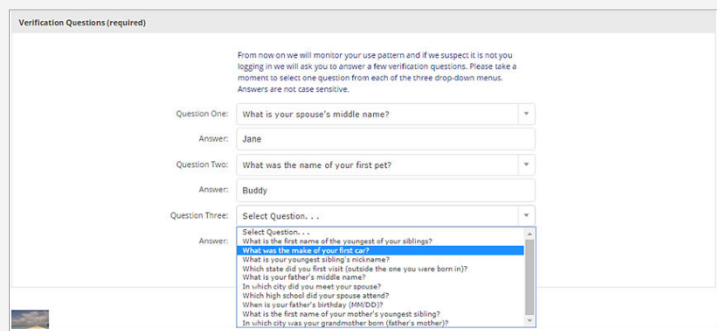 Verification Questions (required)
From now on we will monitor your use pattern and if we suspect it is not you
logging in we will ask you to answer a few verification questions. Please take a
moment to select one question from each of the three drop-down menus.
Answers are not case sensitive.
Question One: What is your spouse's middle name?
Answer: Jane
Question Two: What was the name of your first pet?
Answer: Buddy
Question Three: Select Question. . .
Answer:
Select Question. . .
What is the first name of the youngest of your siblings?
What was the make of your first car?
What is your youngest sibling's nickname?
Which state did you first visit (outside the one you were born in)?
What is your father's middle name?
In which city did you meet your spouse?
Which high school did your spouse attend?
When is your father's birthday (MM/DD)?
What is the first name of your mother's youngest sibling?
In which city was your grandmother born (father's mother)?